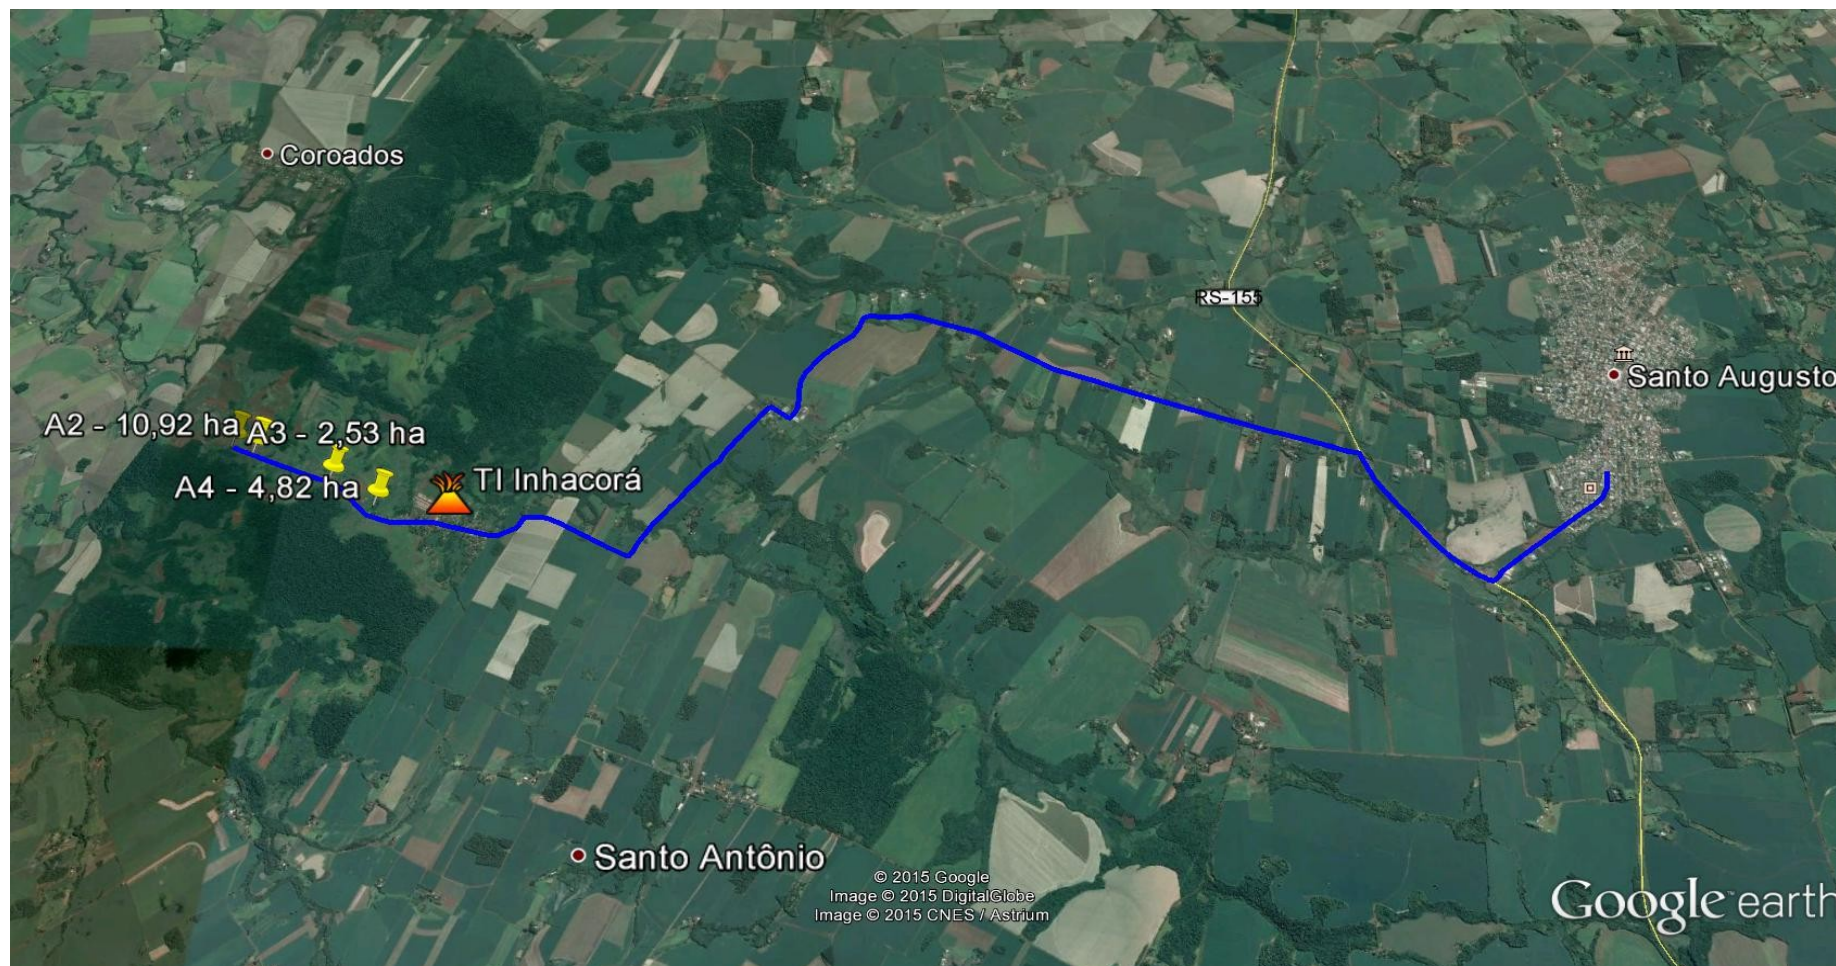 Coroados
RS-155
Santo Augusto
A2 - 10,92 ha
A3 - 2,53 ha
A4 - 4,82 ha
TI Inhacorá
Santo Antônio
© 2015 Google
Image © 2015 DigitalGlobe
Image © 2015 CNES / Astrium
Google earth